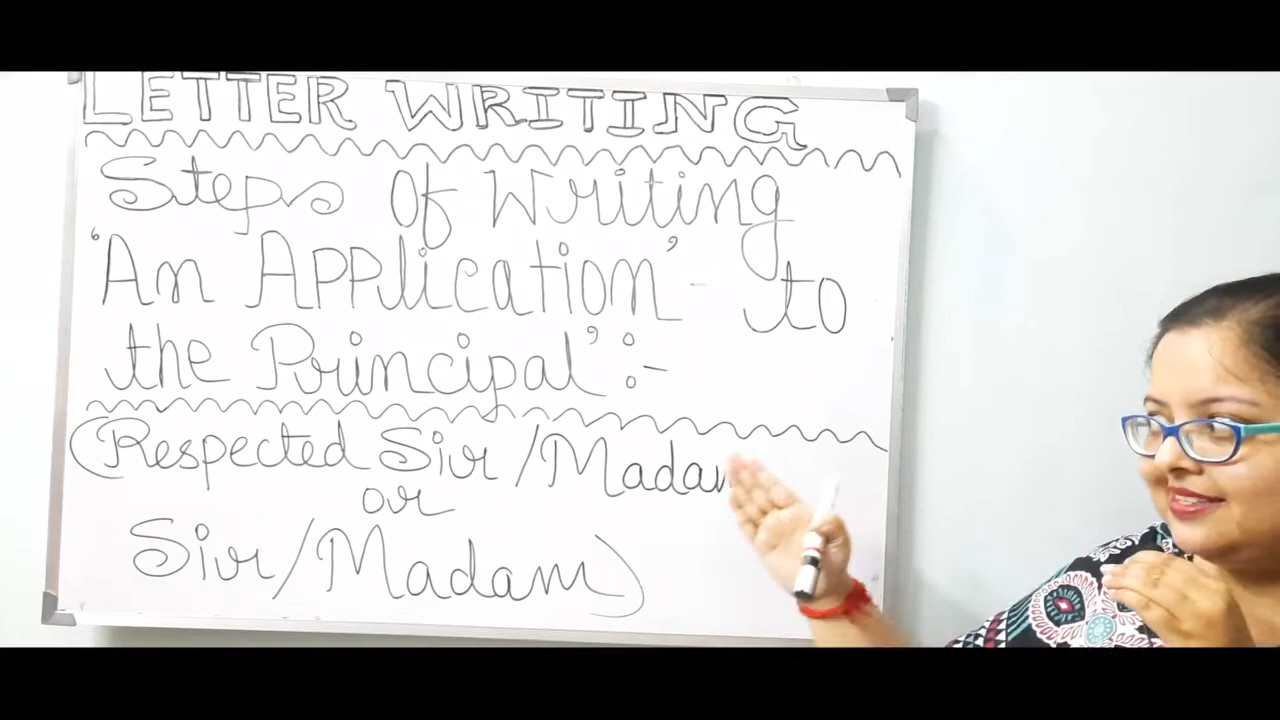 LETTER WRITING
Steps Of Writing
'An Application' - to
the Principal' :-
(Respected Sir/Madam
or
Sir/Madam)